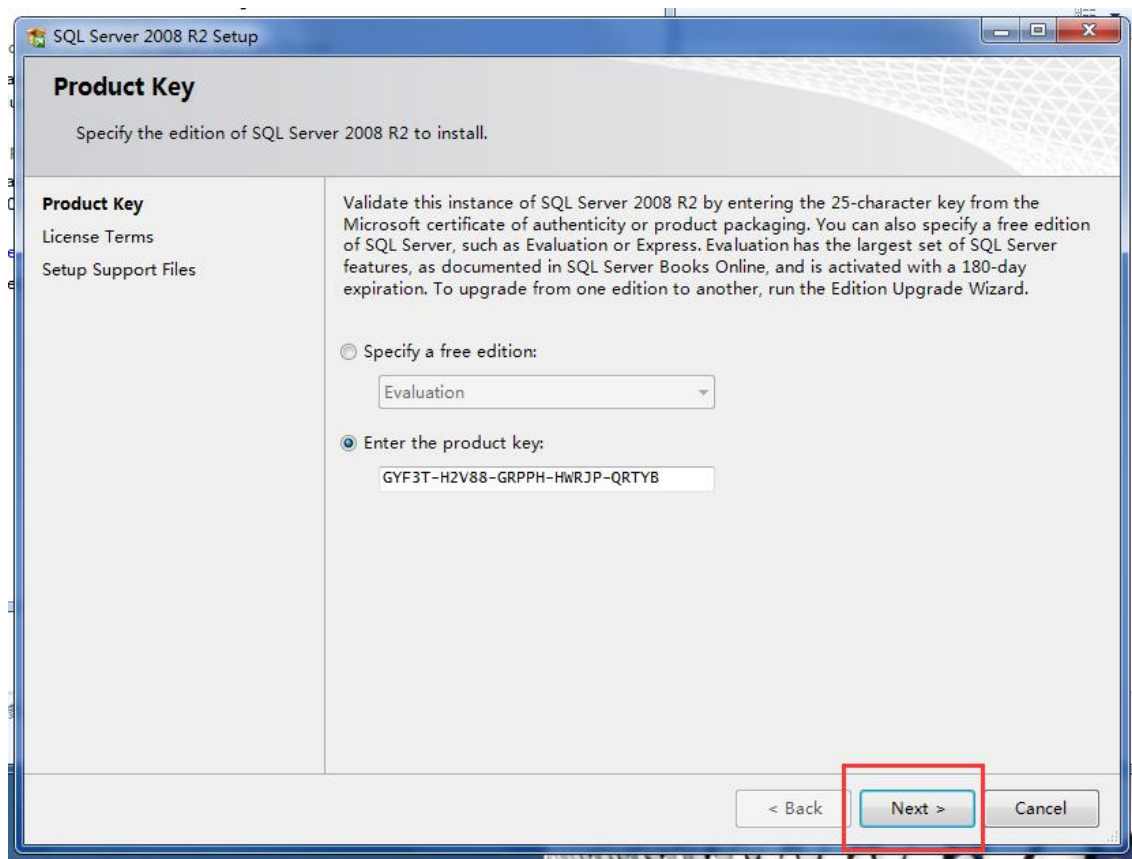 SQL Server 2008 R2 Setup
Product Key
Specify the edition of SQL Server 2008 R2 to install.
Product Key
License Terms
Setup Support Files
Validate this instance of SQL Server 2008 R2 by entering the 25-character key from the
Microsoft certificate of authenticity or product packaging. You can also specify a free edition
of SQL Server, such as Evaluation or Express. Evaluation has the largest set of SQL Server
features, as documented in SQL Server Books Online, and is activated with a 180-day
expiration. To upgrade from one edition to another, run the Edition Upgrade Wizard.
Specify a free edition:
Evaluation
Enter the product key:
GYF3T-H2V88-GRPPH-HWRJP-QRTYB
< Back
Next >
Cancel